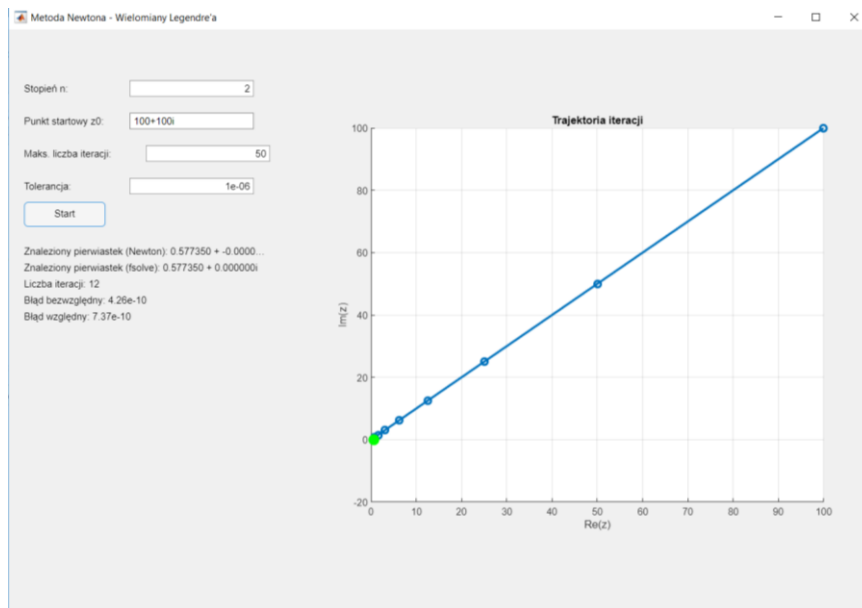 Metoda Newtona - Wielomiany Legendre'a
Stopień n: 2
Punkt startowy z0: 100+100i
Maks. liczba iteracji: 50
Tolerancja: 1e-06
Start
Znaleziony pierwiastek (Newton): 0.577350 + -0.0000...
Znaleziony pierwiastek (fsolve): 0.577350 + 0.000000i
Liczba iteracji: 12
Błąd bezwzględny: 4.26e-10
Błąd względny: 7.37e-10
Trajektoria iteracji
100
80
60
40
20
0
-20
Im(z)
0 10 20 30 40 50 60 70 80 90 100
Re(z)